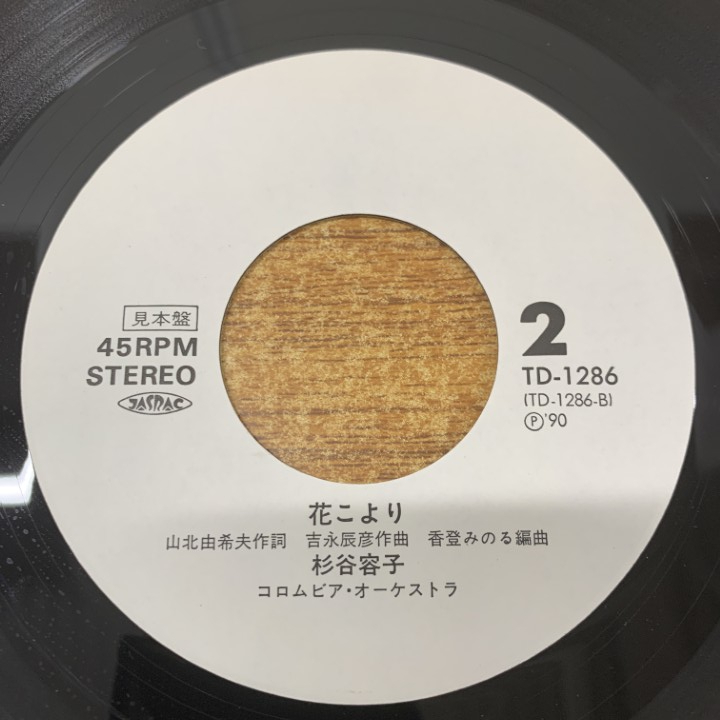 見本盤
45RPM
STEREO
JASRAC
2
TD-1286
(TD-1286-B)
Ⓟ'90
花こより
山北由希夫作詞 吉永辰彦作曲 香登みのる編曲
杉谷容子
コロムビア・オーケストラ